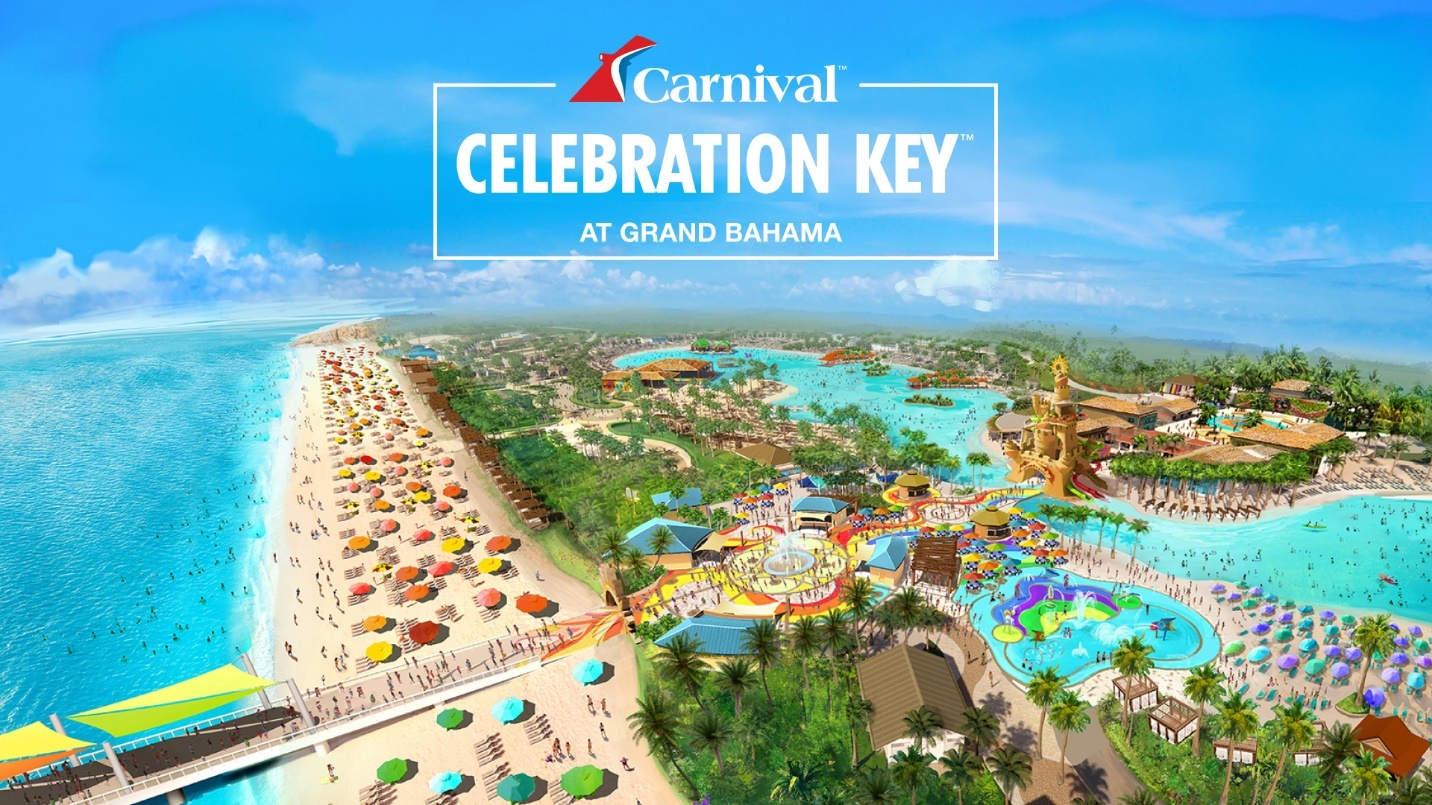 Carnival™
CELEBRATION KEY™
AT GRAND BAHAMA